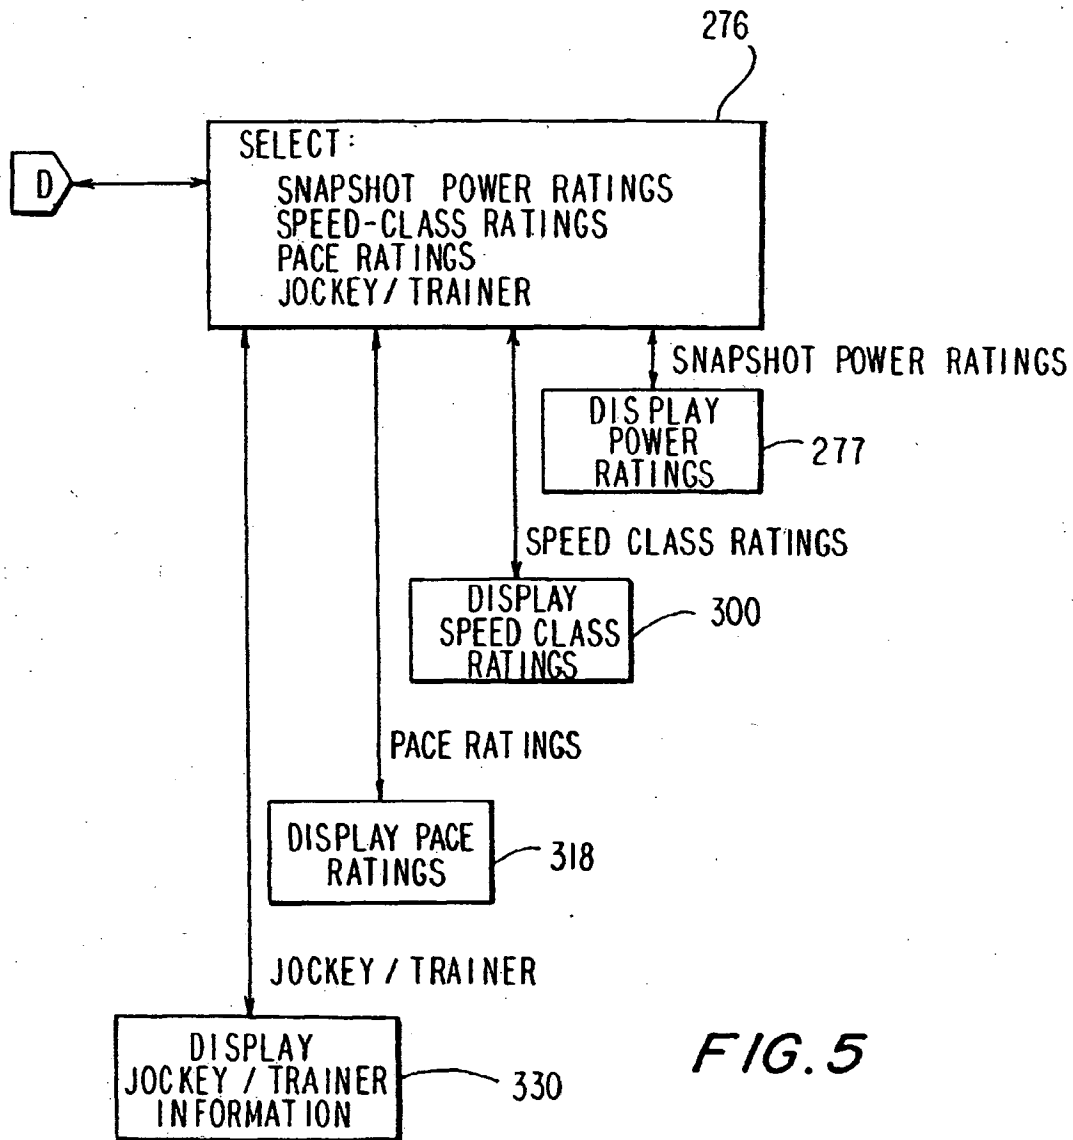 276
D
SELECT:
SNAPSHOT POWER RATINGS
SPEED-CLASS RATINGS
PACE RATINGS
JOCKEY/TRAINER
SNAPSHOT POWER RATINGS
DISPLAY
POWER
RATINGS
277
SPEED CLASS RATINGS
DISPLAY
SPEED CLASS
RATINGS
300
PACE RATINGS
DISPLAY PACE
RATINGS
318
JOCKEY / TRAINER
DISPLAY
JOCKEY / TRAINER
INFORMATION
330
FIG. 5